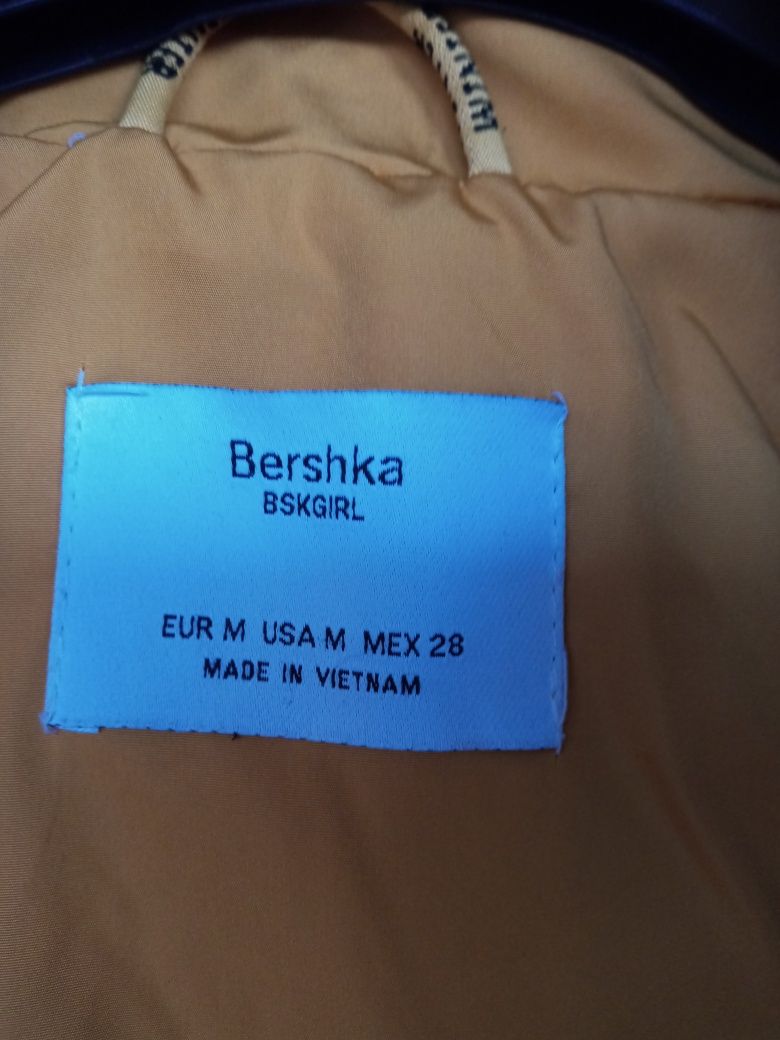 Bershka
BSKGIRL
EUR M USA M MEX 28
MADE IN VIETNAM